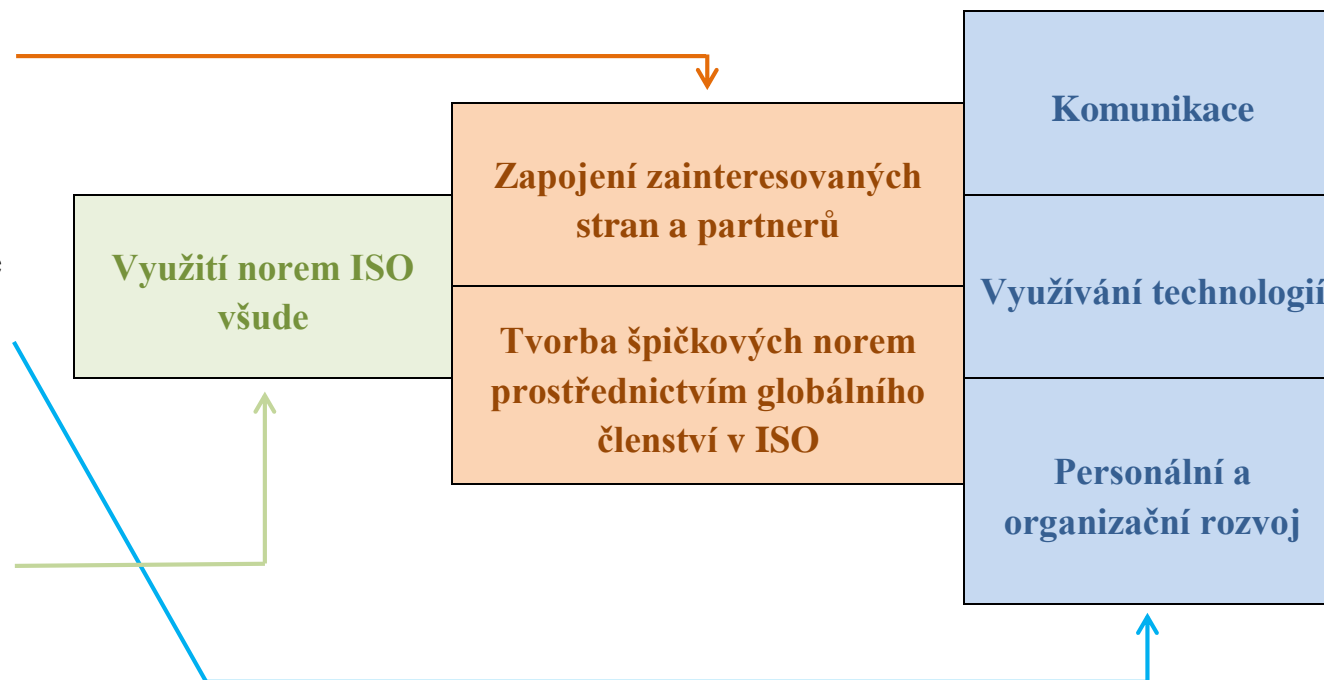 Komunikace
Zapojení zainteresovaných
stran a partnerů
Využití norem ISO
všude
Využívání technologií
Tvorba špičkových norem
prostřednictvím globálního
členství v ISO
Personální a
organizační rozvoj